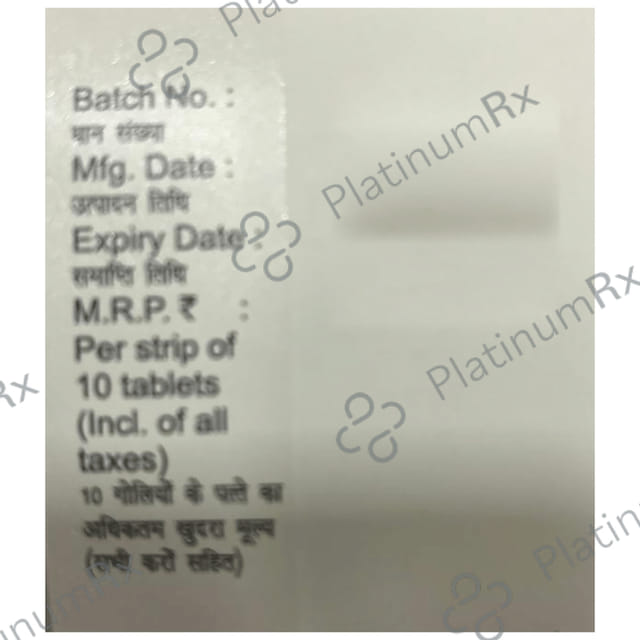 Batch No. :
मान संख्या
Mfg. Date :
उत्पादन तिथि
Expiry Date :
समाप्ति तिथि
M.R.P. ₹ :
Per strip of
10 tablets
(Incl. of all
taxes)
10 गोलियों के पत्ते का
अधिकतम खुदरा मूल्य
(सभी करों सहित)
PlatinumRx
PlatinumRx